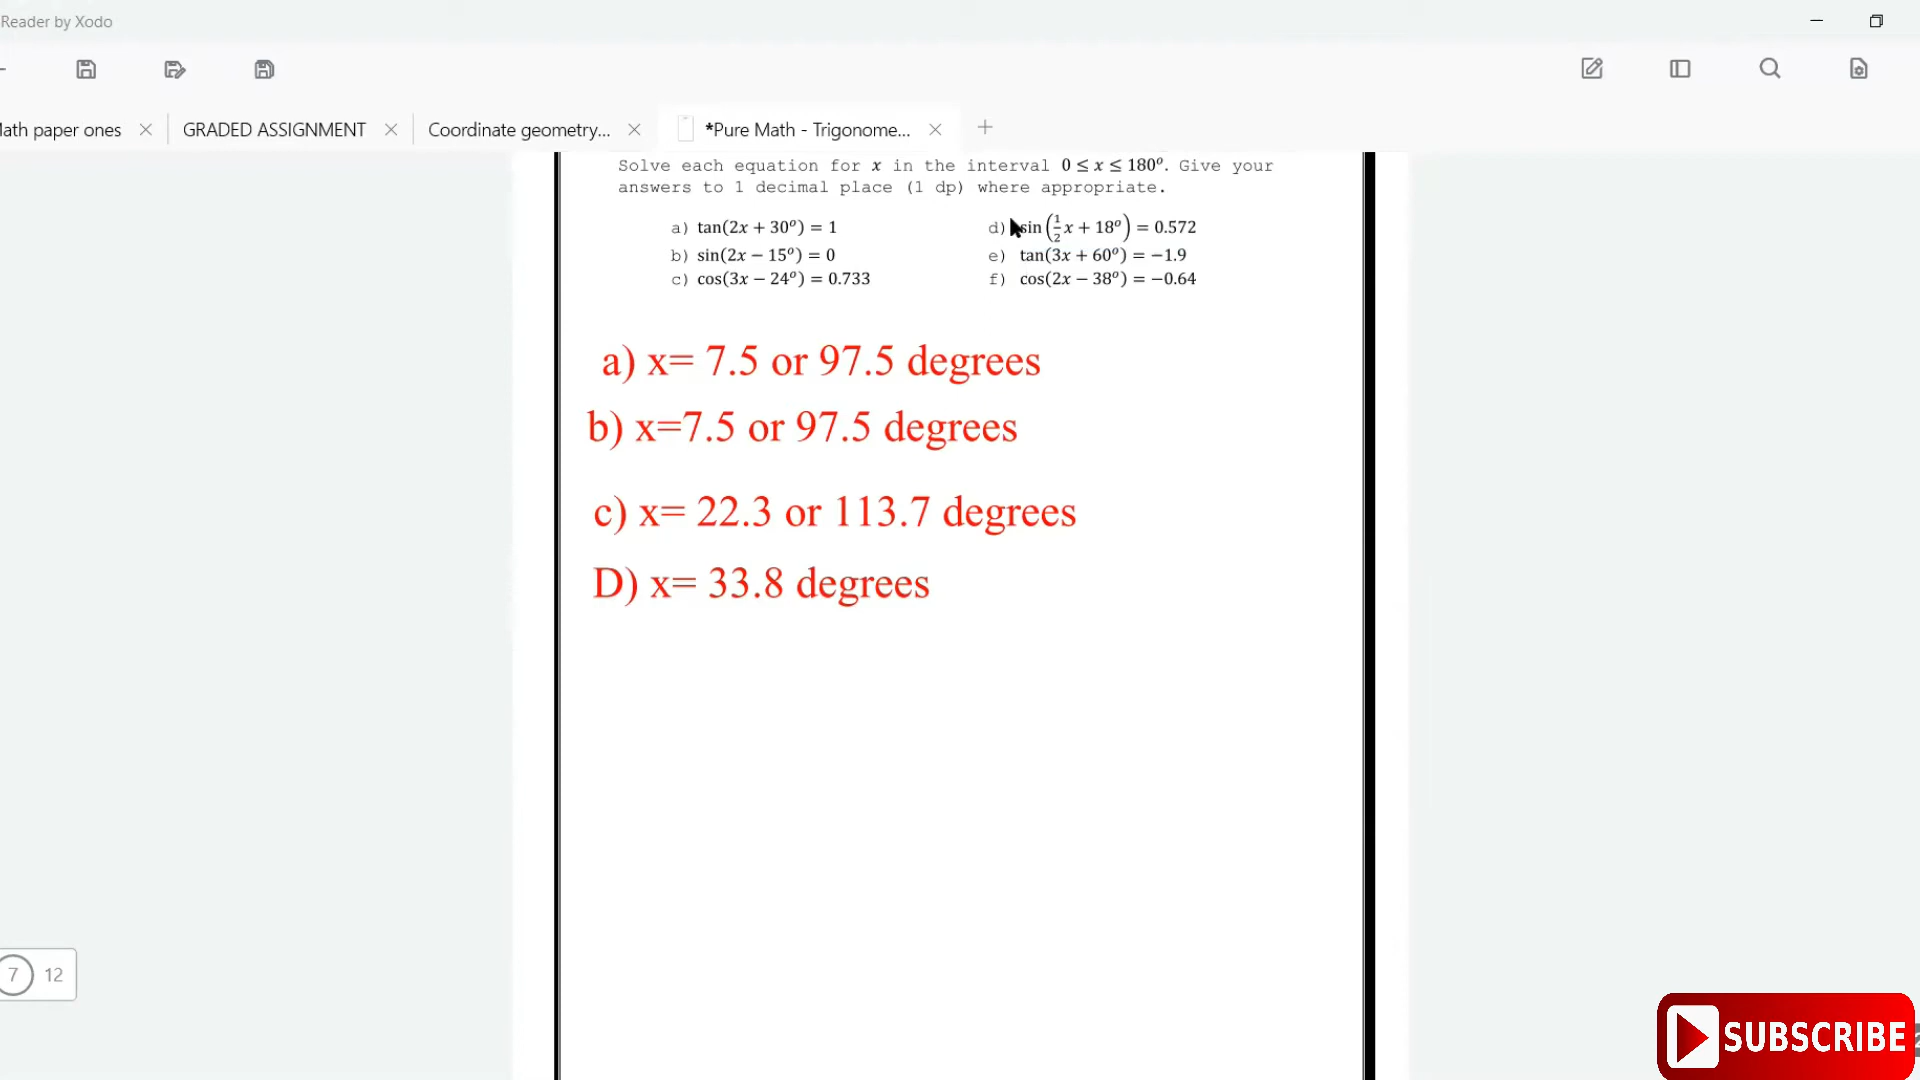 Reader by Xodo
ath paper ones
GRADED ASSIGNMENT
Coordinate geometry...
*Pure Math - Trigonome...
Solve each equation for x in the interval 0 ≤ x ≤ 180°. Give your
answers to 1 decimal place (1 dp) where appropriate.
a) tan(2x + 30°) = 1
b) sin(2x − 15°) = 0
c) cos(3x − 24°) = 0.733
d) sin(1/2 x + 18°) = 0.572
e) tan(3x + 60°) = −1.9
f) cos(2x − 38°) = −0.64
a) x= 7.5 or 97.5 degrees
b) x=7.5 or 97.5 degrees
c) x= 22.3 or 113.7 degrees
D) x= 33.8 degrees
7 12
SUBSCRIBE